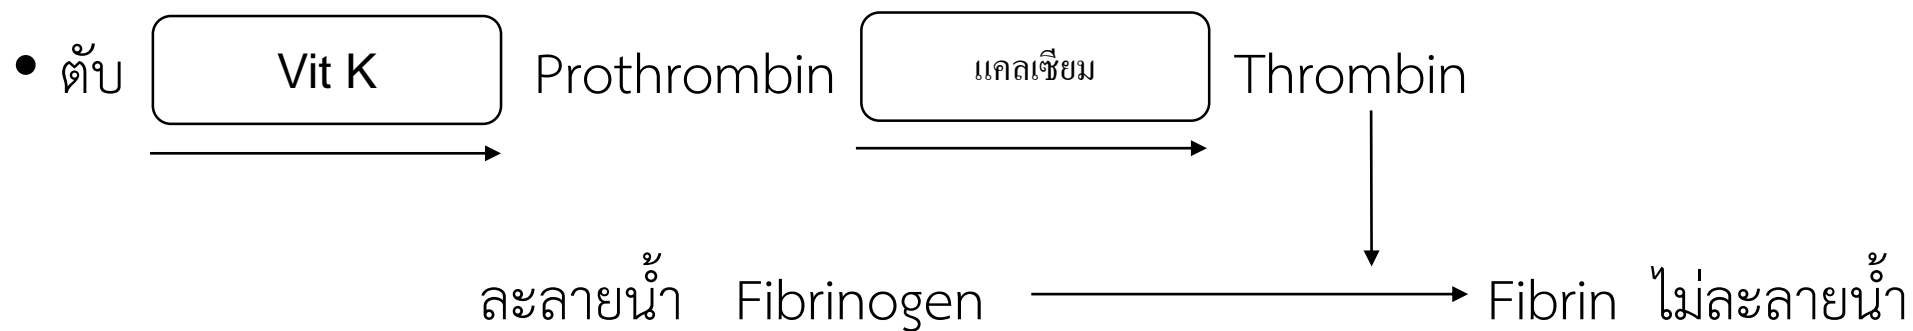 • ตับ Vit K Prothrombin แคลเซียม Thrombin
ละลายน้ำ Fibrinogen Fibrin ไม่ละลายน้ำ